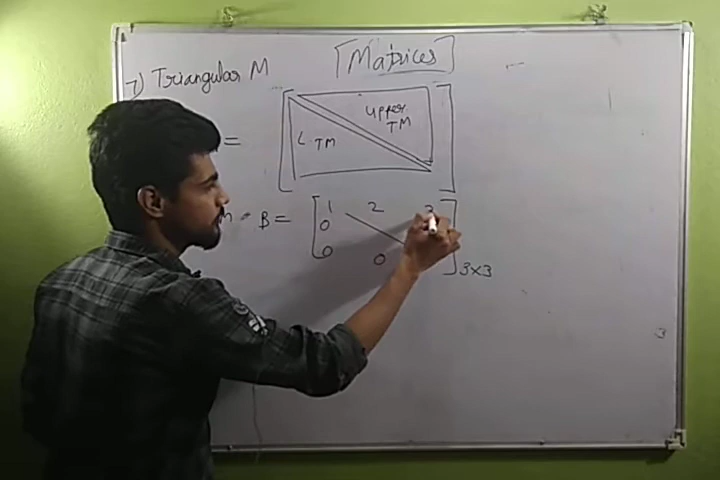 [Matrices]
7) Triangular M
=
Upper
TM
L TM
B =
1 2 3
0
0 0
3×3